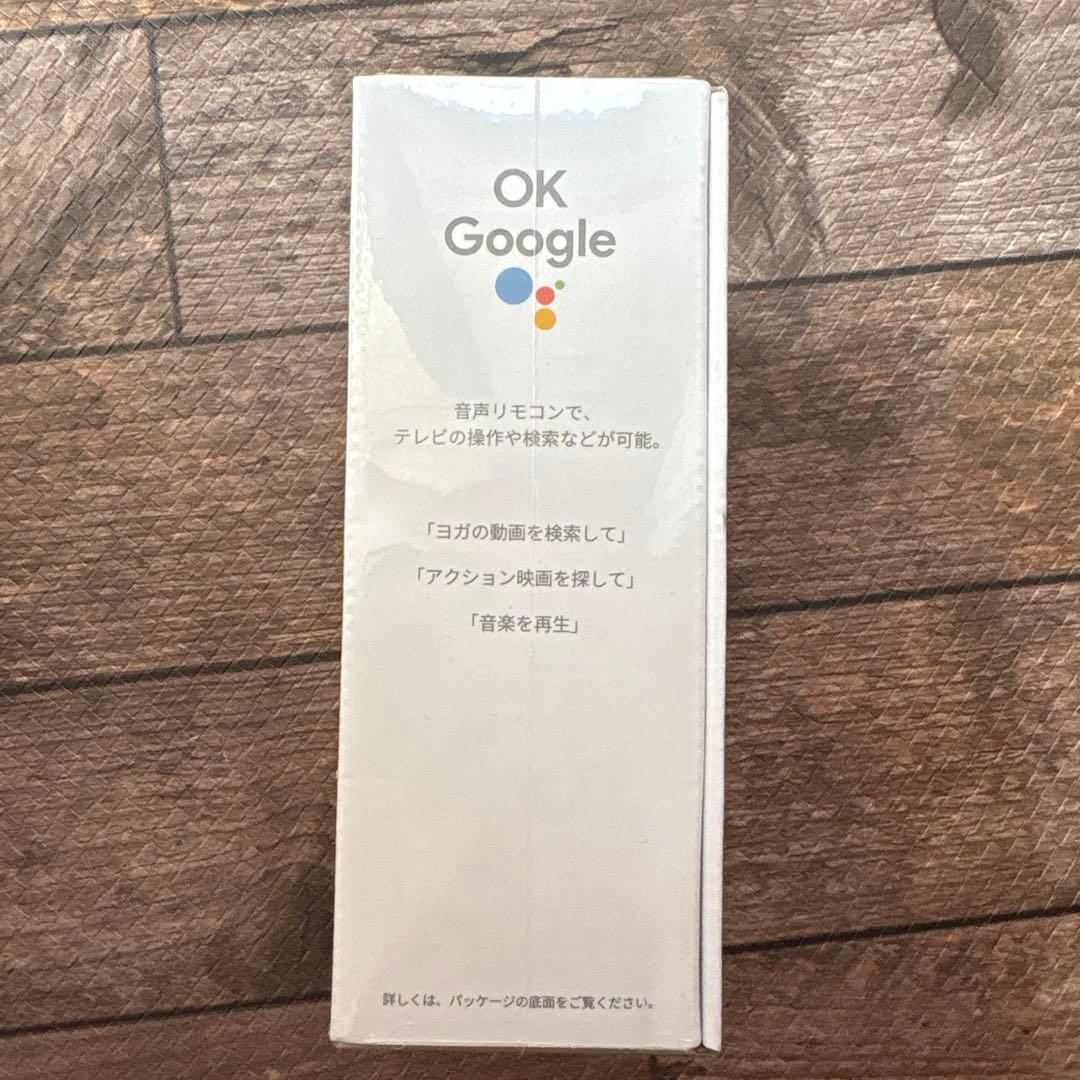 OK
Google
音声リモコンで、
テレビの操作や検索などが可能。
「ヨガの動画を検索して」
「アクション映画を探して」
「音楽を再生」
詳しくは、パッケージの底面をご覧ください。